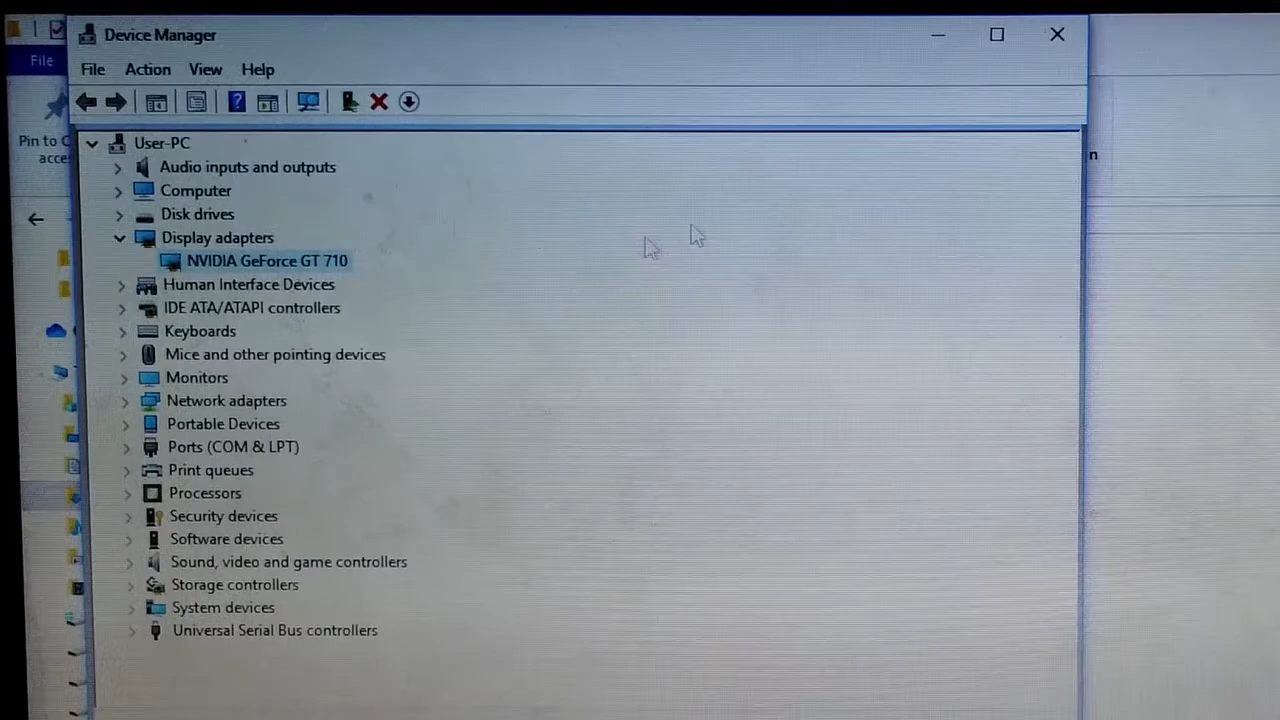 Device Manager
File
File Action View Help
Pin to
User-PC
Audio inputs and outputs
Computer
Disk drives
Display adapters
NVIDIA GeForce GT 710
Human Interface Devices
IDE ATA/ATAPI controllers
Keyboards
Mice and other pointing devices
Monitors
Network adapters
Portable Devices
Ports (COM & LPT)
Print queues
Processors
Security devices
Software devices
Sound, video and game controllers
Storage controllers
System devices
Universal Serial Bus controllers